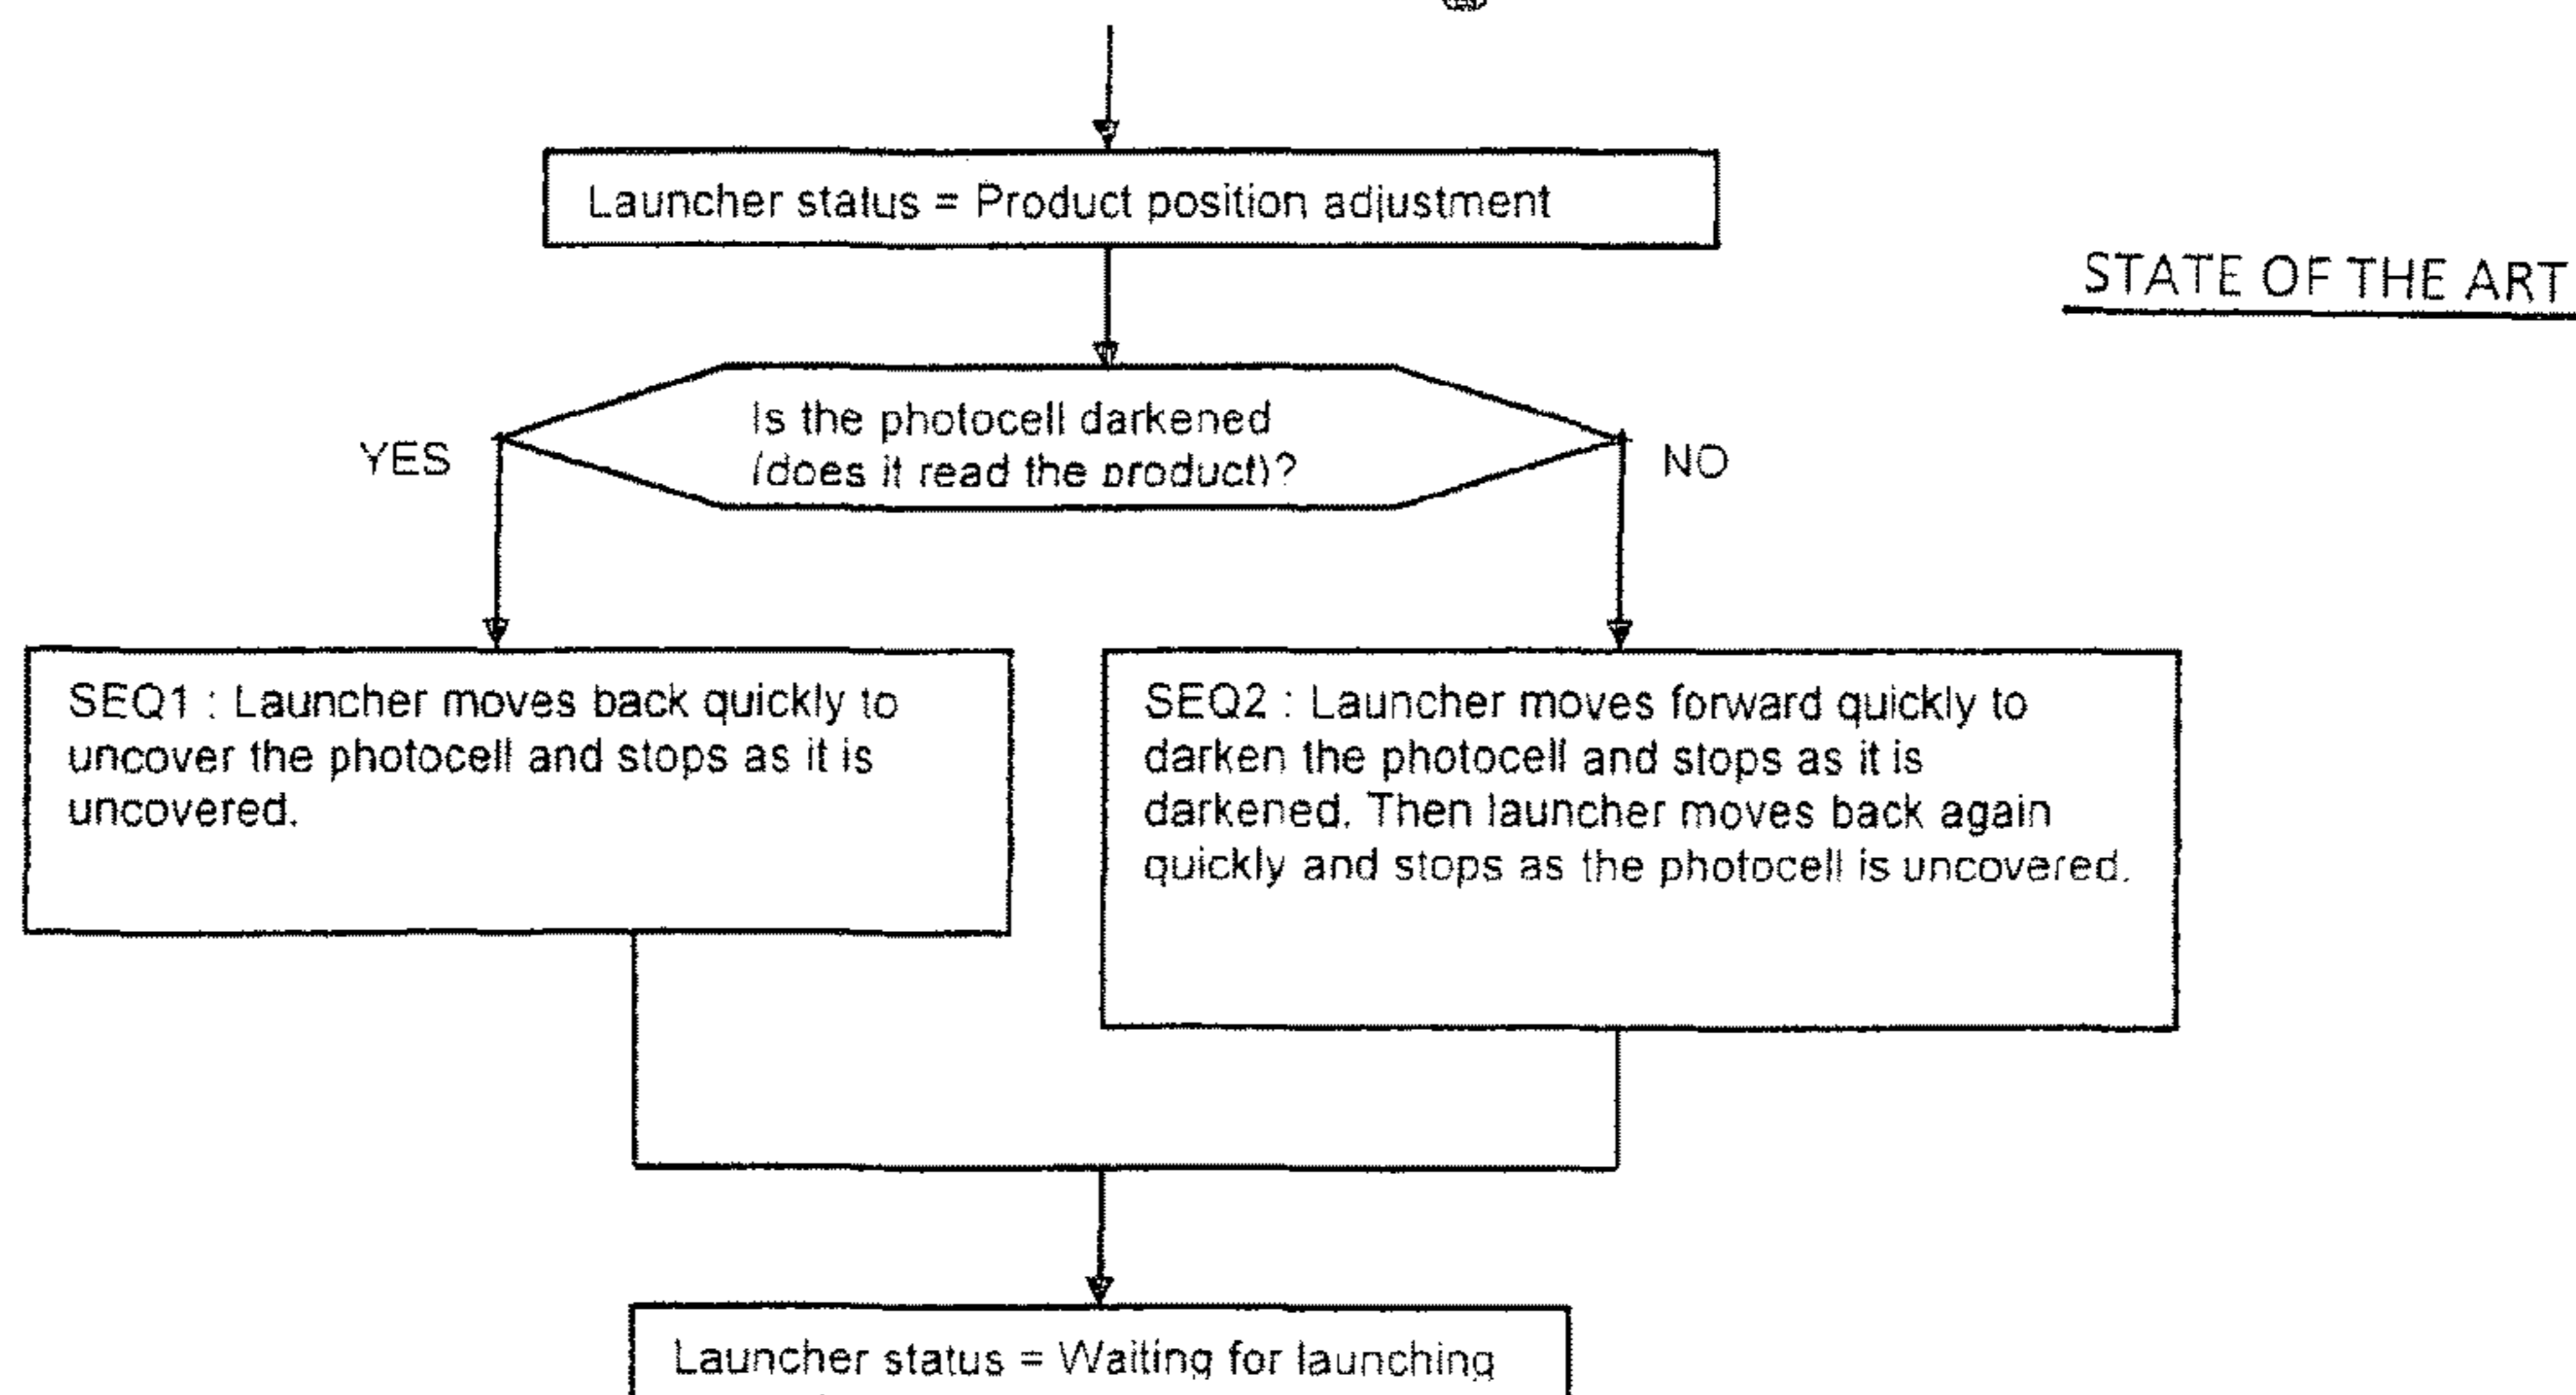 Launcher status = Product position adjustment
STATE OF THE ART
Is the photocell darkened
(does it read the product)?
YES
NO
SEQ1 : Launcher moves back quickly to
uncover the photocell and stops as it is
uncovered.
SEQ2 : Launcher moves forward quickly to
darken the photocell and stops as it is
darkened. Then launcher moves back again
quickly and stops as the photocell is uncovered.
Launcher status = Waiting for launching